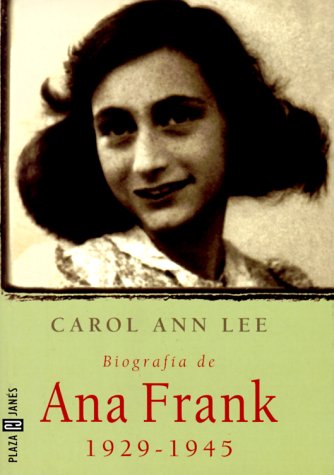 CAROL ANN LEE
Biografía de
Ana Frank
1929-1945
PLAZA JANÉS